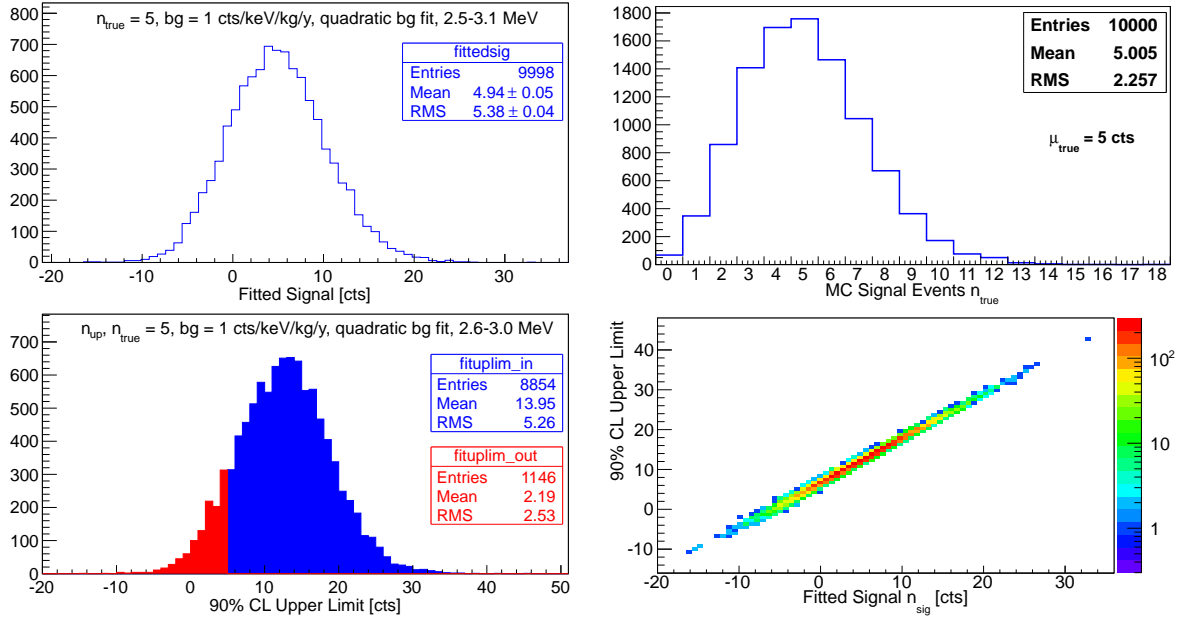 n_true = 5, bg = 1 cts/keV/kg/y, quadratic bg fit, 2.5-3.1 MeV
fittedsig
Entries 9998
Mean 4.94 ± 0.05
RMS 5.38 ± 0.04
800
700
600
500
400
300
200
100
0
-20 -10 0 10 20 30
Fitted Signal [cts]
Entries 10000
Mean 5.005
RMS 2.257
μ_true = 5 cts
1800
1600
1400
1200
1000
800
600
400
200
0
0 1 2 3 4 5 6 7 8 9 10 11 12 13 14 15 16 17 18
MC Signal Events n_true
n_up, n_true = 5, bg = 1 cts/keV/kg/y, quadratic bg fit, 2.6-3.0 MeV
fituplim_in
Entries 8854
Mean 13.95
RMS 5.26
fituplim_out
Entries 1146
Mean 2.19
RMS 2.53
700
600
500
400
300
200
100
0
-20 -10 0 10 20 30 40 50
90% CL Upper Limit [cts]
90% CL Upper Limit
40
30
20
10
0
-10
-20 -10 0 10 20 30
Fitted Signal n_sig [cts]
10²
10
1